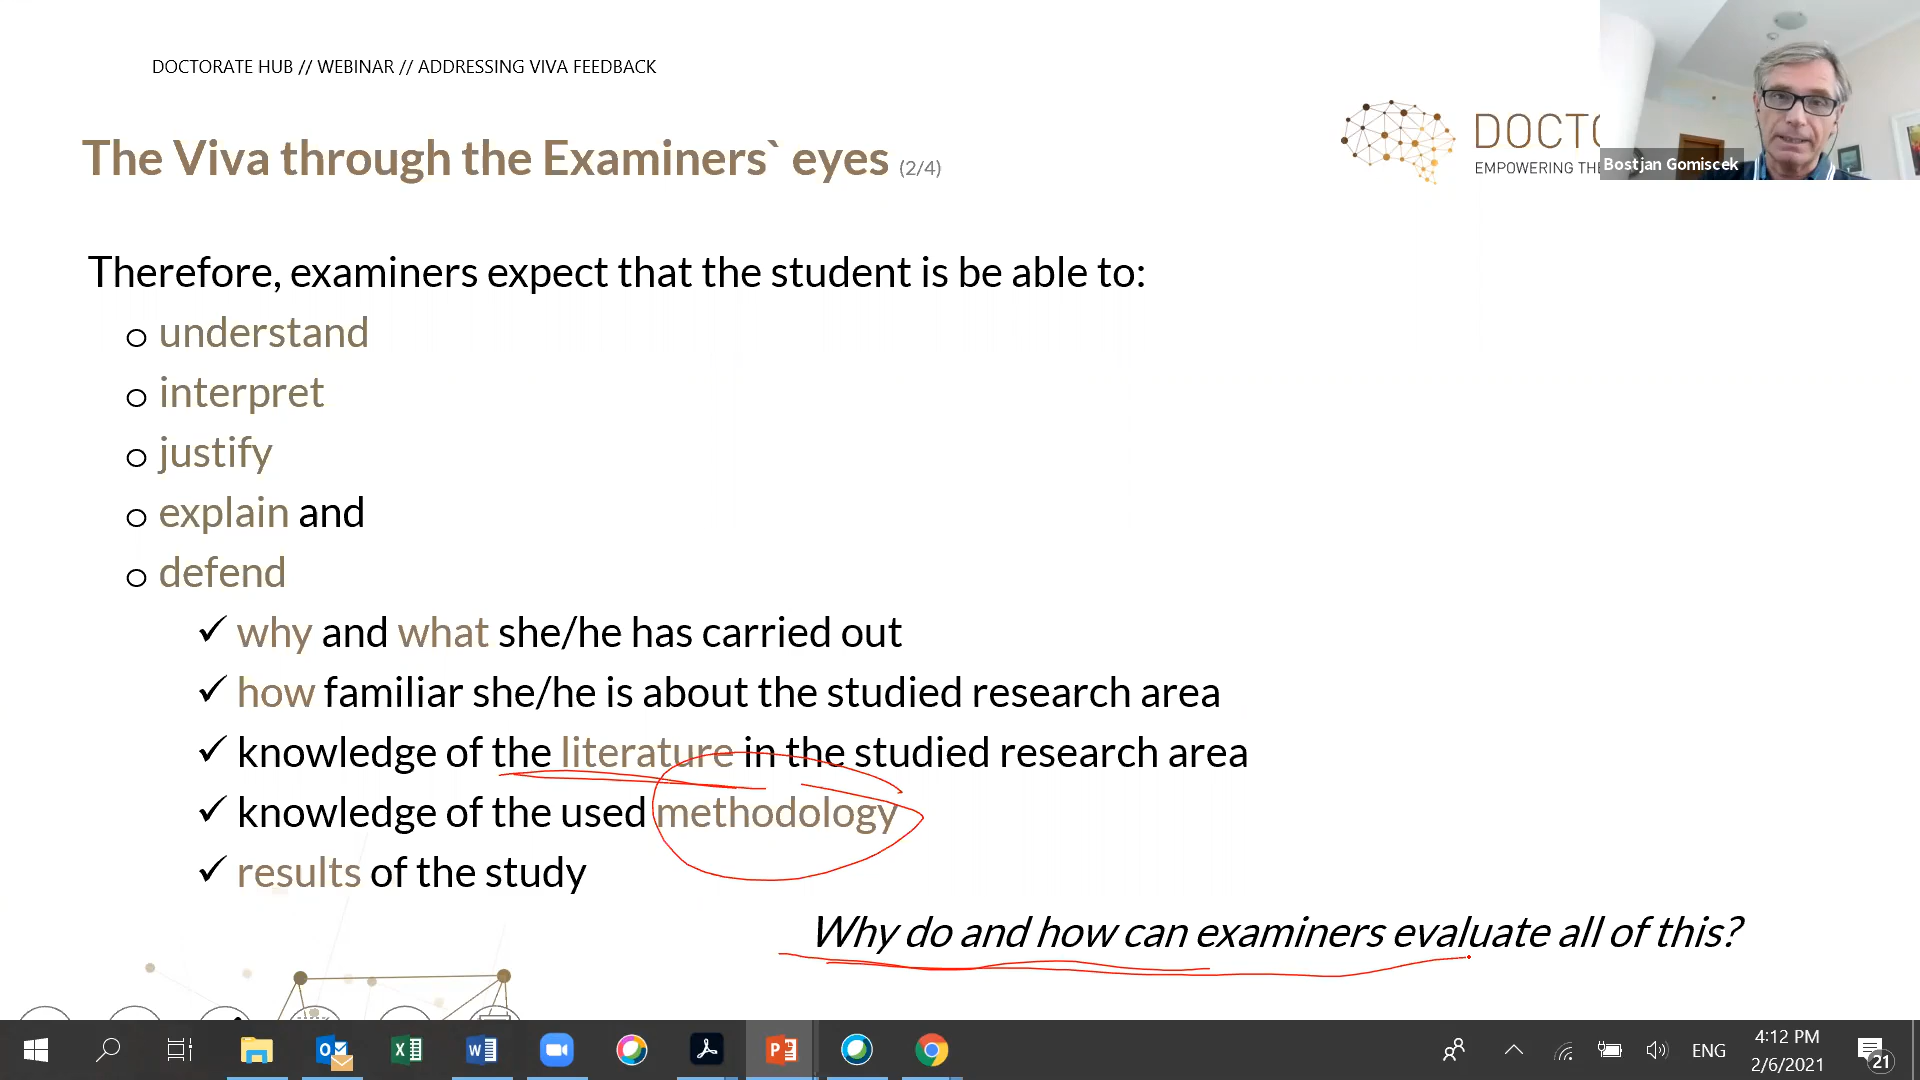 DOCTORATE HUB // WEBINAR // ADDRESSING VIVA FEEDBACK
The Viva through the Examiners` eyes (2/4)
DOCTO
EMPOWERING THE
Bostjan Gomiscek
Therefore, examiners expect that the student is be able to:
o understand
o interpret
o justify
o explain and
o defend
✓ why and what she/he has carried out
✓ how familiar she/he is about the studied research area
✓ knowledge of the literature in the studied research area
✓ knowledge of the used methodology
✓ results of the study
Why do and how can examiners evaluate all of this?
ENG
4:12 PM
2/6/2021
21